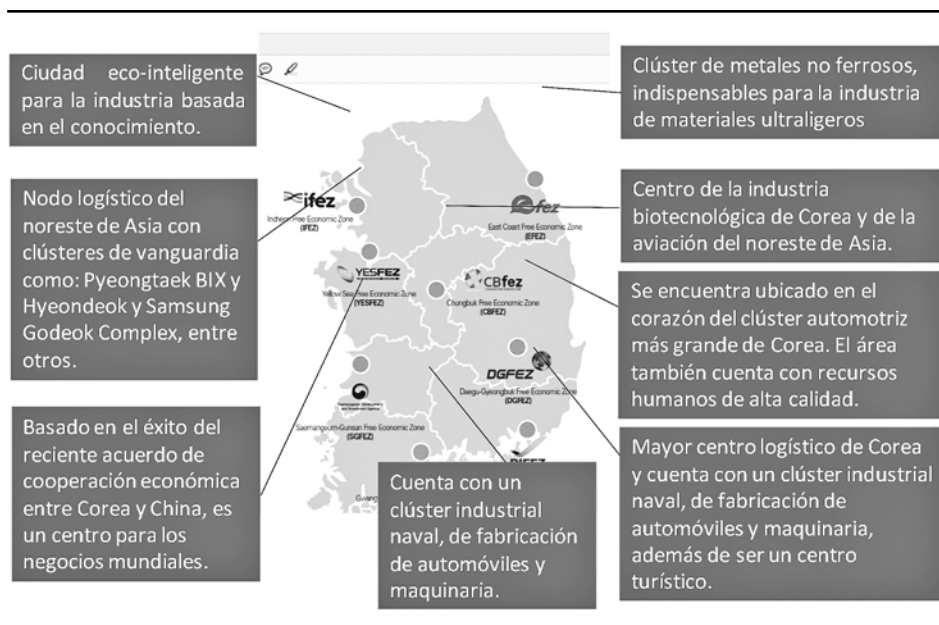 Ciudad eco-inteligente
para la industria basada
en el conocimiento.
Clúster de metales no ferrosos,
indispensables para la industria
de materiales ultraligeros
Nodo logístico del
noreste de Asia con
clústeres de vanguardia
como: Pyeongtaek BIX y
Hyeondeok y Samsung
Godeok Complex, entre
otros.
Centro de la industria
biotecnológica de Corea y de la
aviación del noreste de Asia.
ifez
Incheon Free Economic Zone
(IFEZ)
Efez
East Coast Free Economic Zone
(EFEZ)
YESFEZ
Yellow Sea Free Economic Zone
(YESFEZ)
CBfez
Chungbuk Free Economic Zone
(CBFEZ)
Se encuentra ubicado en el
corazón del clúster automotriz
más grande de Corea. El área
también cuenta con recursos
humanos de alta calidad.
DGFEZ
Daegu-Gyeongbuk Free Economic Zone
(DGFEZ)
Saemangeum-Gunsan Free Economic Zone
(SGFEZ)
Basado en el éxito del
reciente acuerdo de
cooperación económica
entre Corea y China, es
un centro para los
negocios mundiales.
Cuenta con un
clúster industrial
naval, de fabricación
de automóviles y
maquinaria.
Mayor centro logístico de Corea
y cuenta con un clúster industrial
naval, de fabricación de
automóviles y maquinaria,
además de ser un centro
turístico.